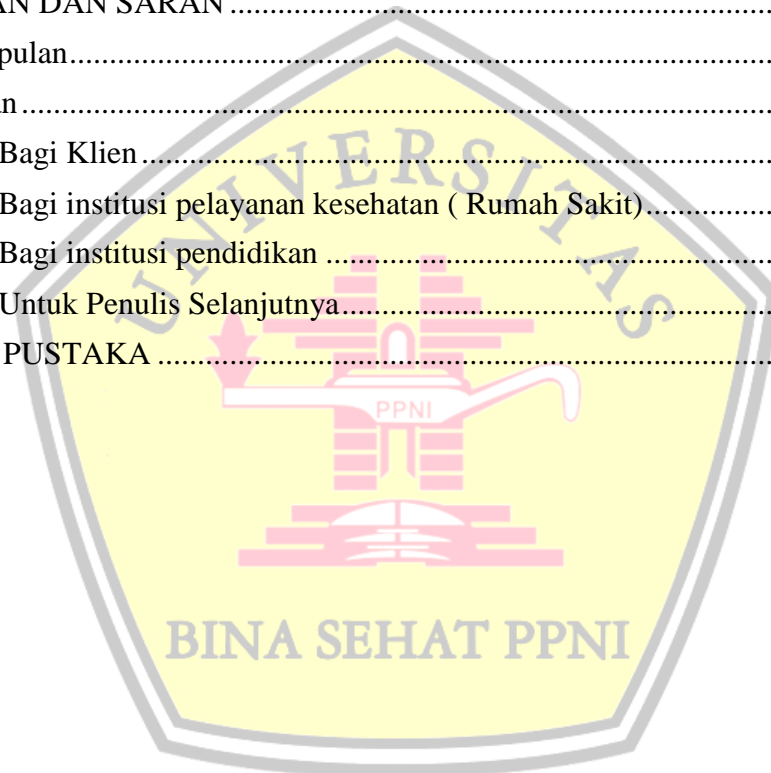 AN DAN SARAN ........................................................................
pulan.............................................................................................
an ...................................................................................................
Bagi Klien ...................................................................................
Bagi institusi pelayanan kesehatan ( Rumah Sakit)................
Bagi institusi pendidikan ............................................................
Untuk Penulis Selanjutnya..........................................................
PUSTAKA ..................................................................................
UNIVERSITAS
PPNI
BINA SEHAT PPNI